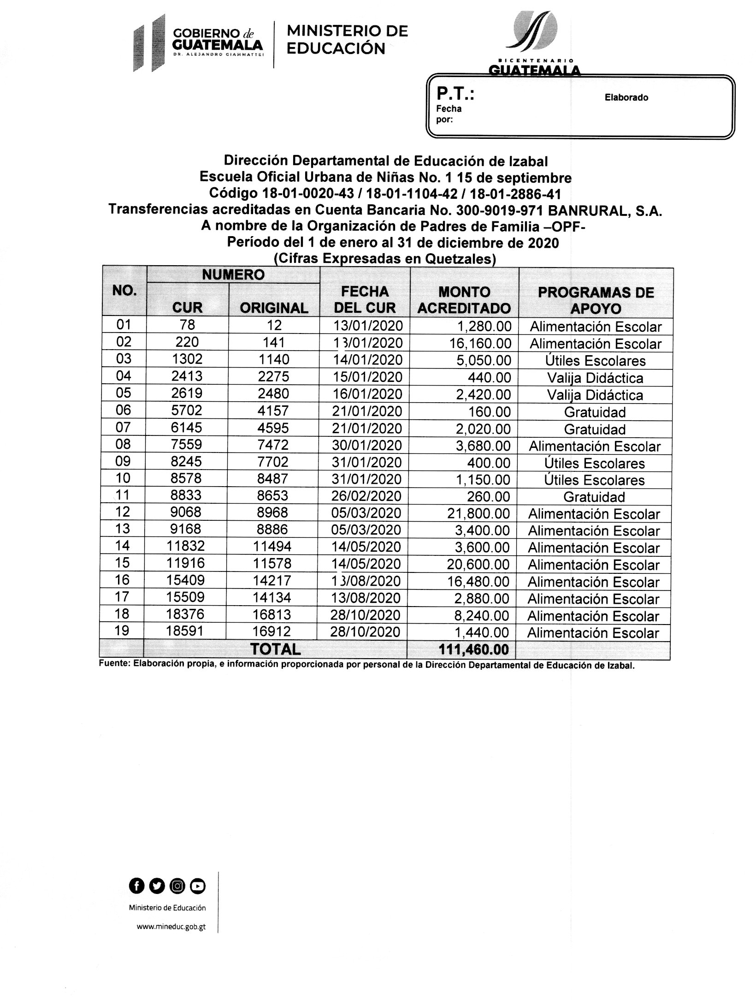 GOBIERNO de
GUATEMALA
DR. ALEJANDRO GIAMMATTEI
MINISTERIO DE
EDUCACIÓN
BICENTENARIO
GUATEMALA
P.T.: Elaborado
Fecha
por:
Dirección Departamental de Educación de Izabal
Escuela Oficial Urbana de Niñas No. 1 15 de septiembre
Código 18-01-0020-43 / 18-01-1104-42 / 18-01-2886-41
Transferencias acreditadas en Cuenta Bancaria No. 300-9019-971 BANRURAL, S.A.
A nombre de la Organización de Padres de Familia –OPF-
Período del 1 de enero al 31 de diciembre de 2020
(Cifras Expresadas en Quetzales)
NO. NUMERO FECHA MONTO PROGRAMAS DE
CUR ORIGINAL DEL CUR ACREDITADO APOYO
01 78 12 13/01/2020 1,280.00 Alimentación Escolar
02 220 141 13/01/2020 16,160.00 Alimentación Escolar
03 1302 1140 14/01/2020 5,050.00 Útiles Escolares
04 2413 2275 15/01/2020 440.00 Valija Didáctica
05 2619 2480 16/01/2020 2,420.00 Valija Didáctica
06 5702 4157 21/01/2020 160.00 Gratuidad
07 6145 4595 21/01/2020 2,020.00 Gratuidad
08 7559 7472 30/01/2020 3,680.00 Alimentación Escolar
09 8245 7702 31/01/2020 400.00 Útiles Escolares
10 8578 8487 31/01/2020 1,150.00 Útiles Escolares
11 8833 8653 26/02/2020 260.00 Gratuidad
12 9068 8968 05/03/2020 21,800.00 Alimentación Escolar
13 9168 8886 05/03/2020 3,400.00 Alimentación Escolar
14 11832 11494 14/05/2020 3,600.00 Alimentación Escolar
15 11916 11578 14/05/2020 20,600.00 Alimentación Escolar
16 15409 14217 13/08/2020 16,480.00 Alimentación Escolar
17 15509 14134 13/08/2020 2,880.00 Alimentación Escolar
18 18376 16813 28/10/2020 8,240.00 Alimentación Escolar
19 18591 16912 28/10/2020 1,440.00 Alimentación Escolar
TOTAL 111,460.00
Fuente: Elaboración propia, e información proporcionada por personal de la Dirección Departamental de Educación de Izabal.
Ministerio de Educación
www.mineduc.gob.gt